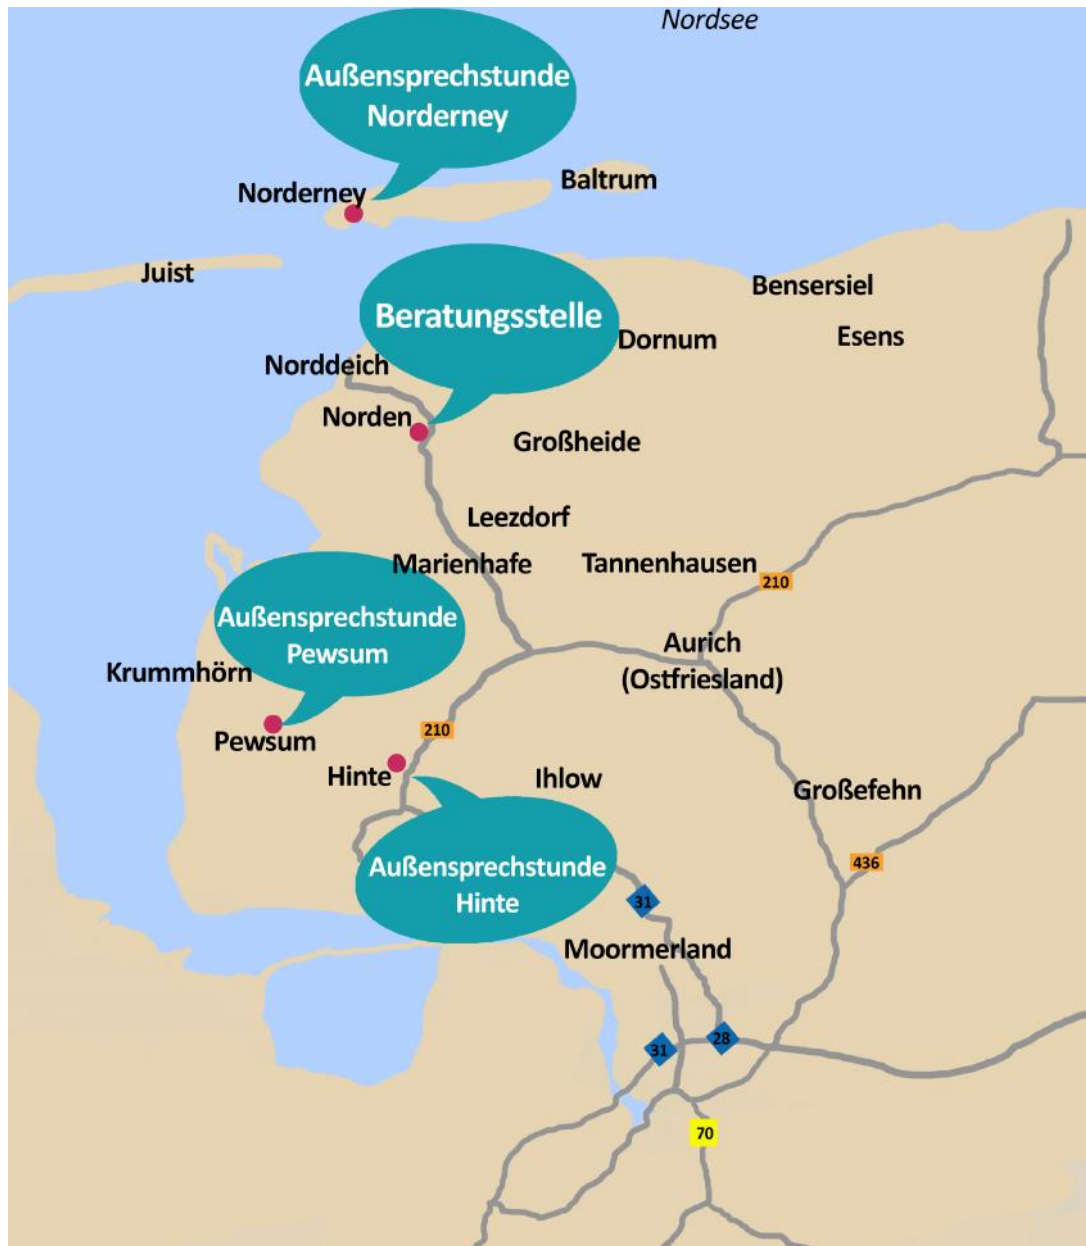 Nordsee
Außensprechstunde
Norderney
Baltrum
Norderney
Juist
Bensersiel
Beratungsstelle
Dornum
Esens
Norddeich
Norden
Großheide
Leezdorf
Marienhafe
Tannenhausen
210
Außensprechstunde
Pewsum
Aurich
(Ostfriesland)
Krummhörn
210
Pewsum
Hinte
Ihlow
Großefehn
Außensprechstunde
Hinte
436
31
Moormerland
28
31
70